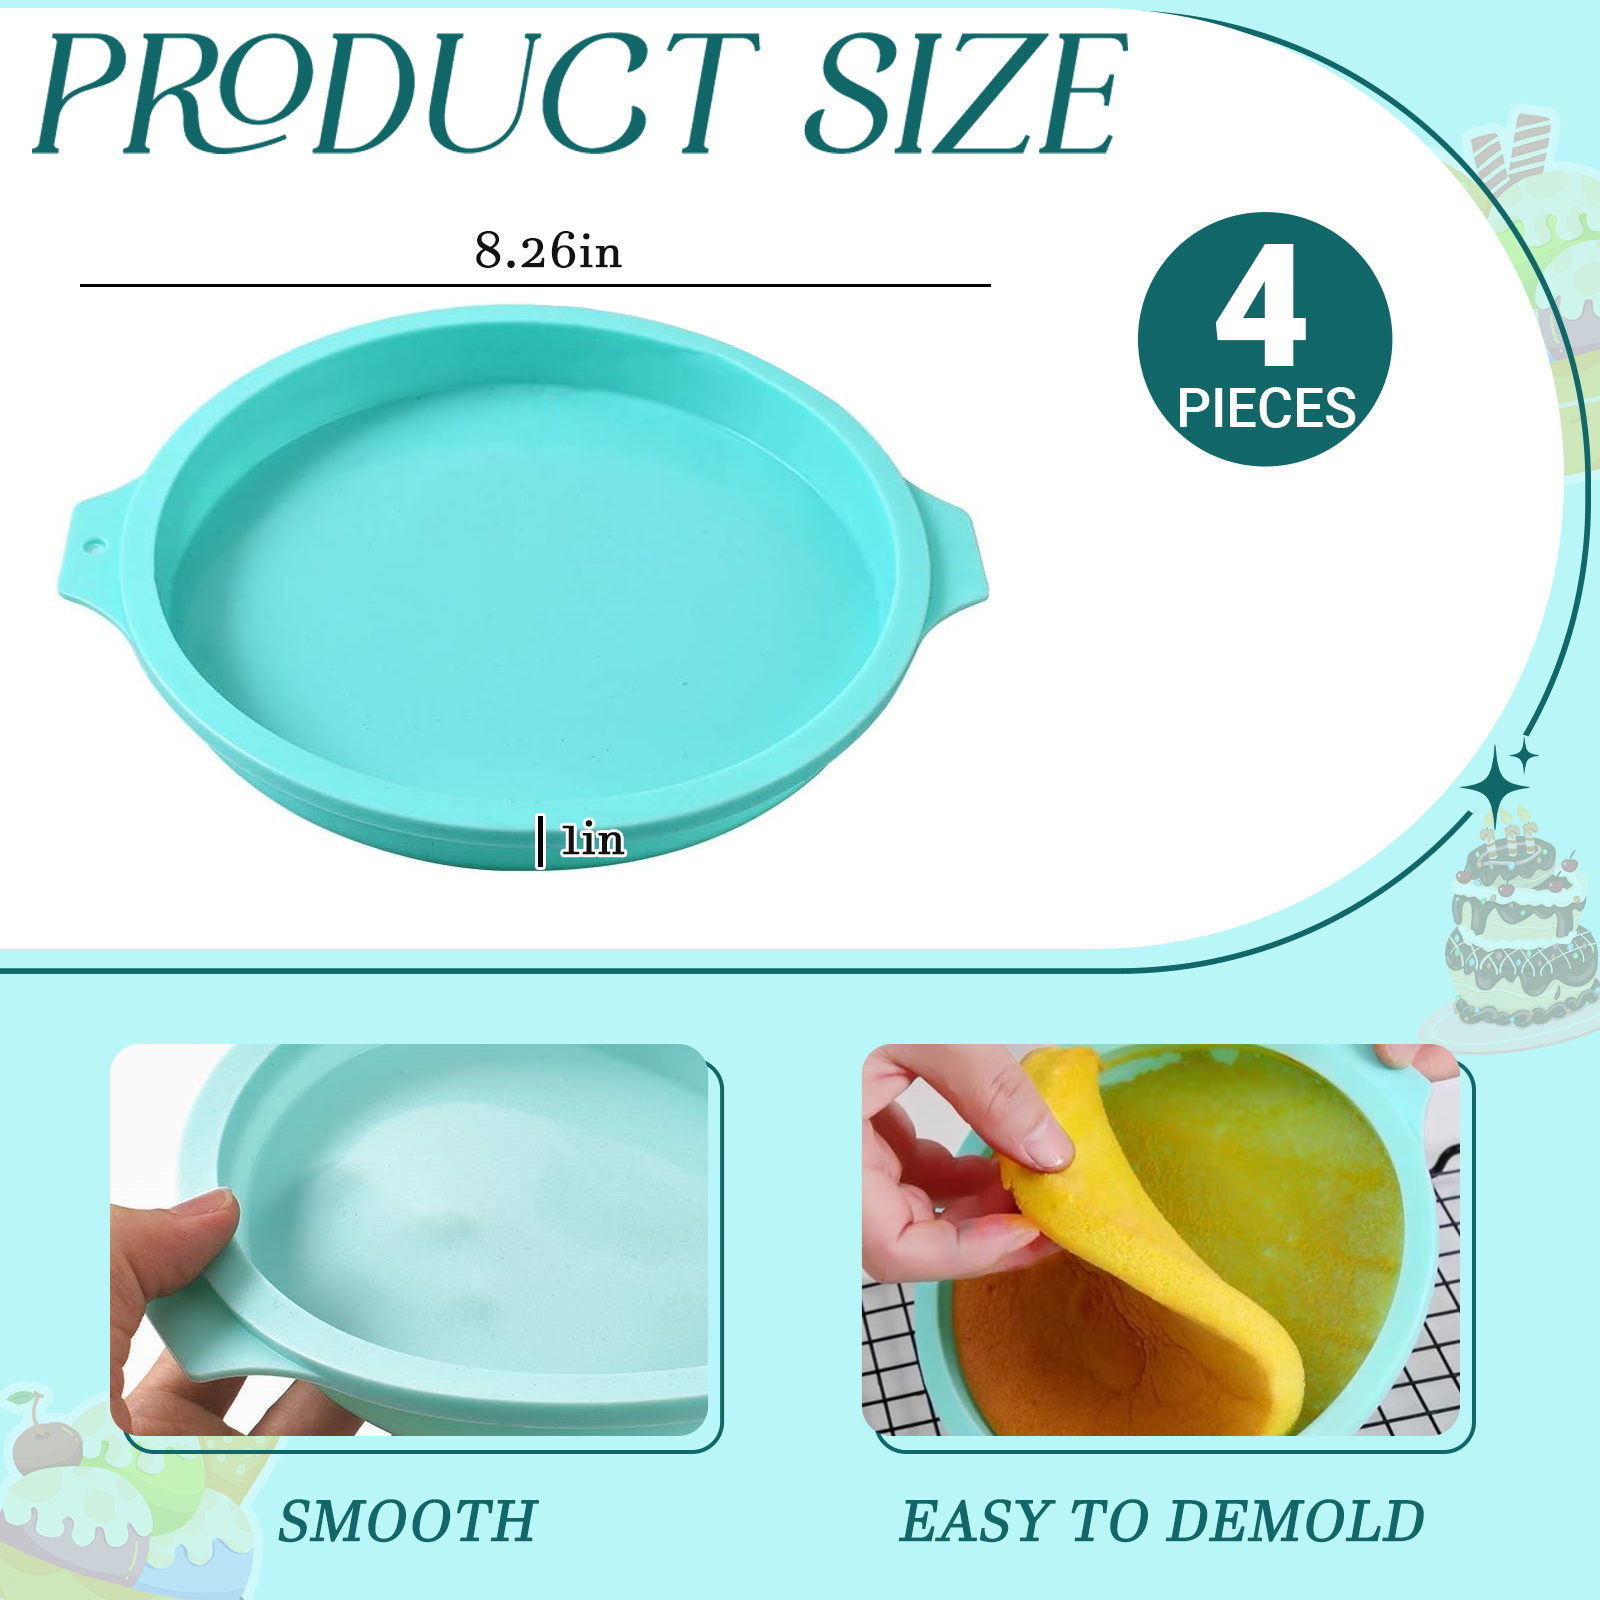 PRODUCT SIZE
8.26in
4
PIECES
1in
SMOOTH
EASY TO DEMOLD